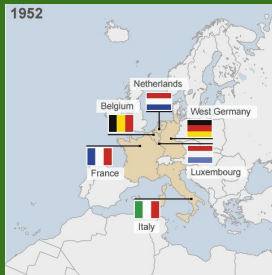 1952
Netherlands
Belgium
West Germany
France
Luxembourg
Italy